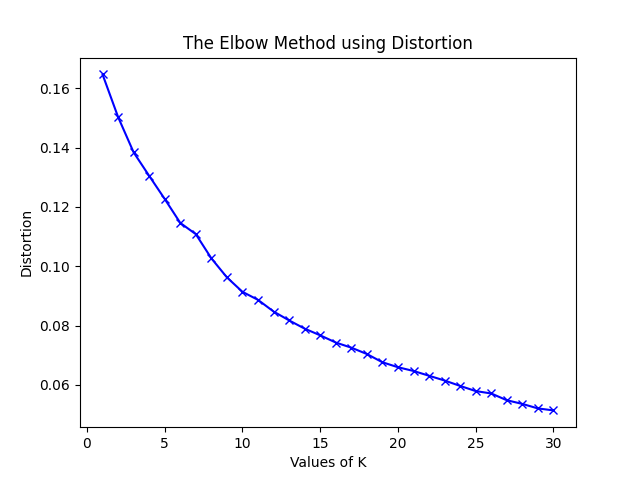 The Elbow Method using Distortion
0.16
0.14
0.12
0.10
0.08
0.06
Distortion
0 5 10 15 20 25 30
Values of K